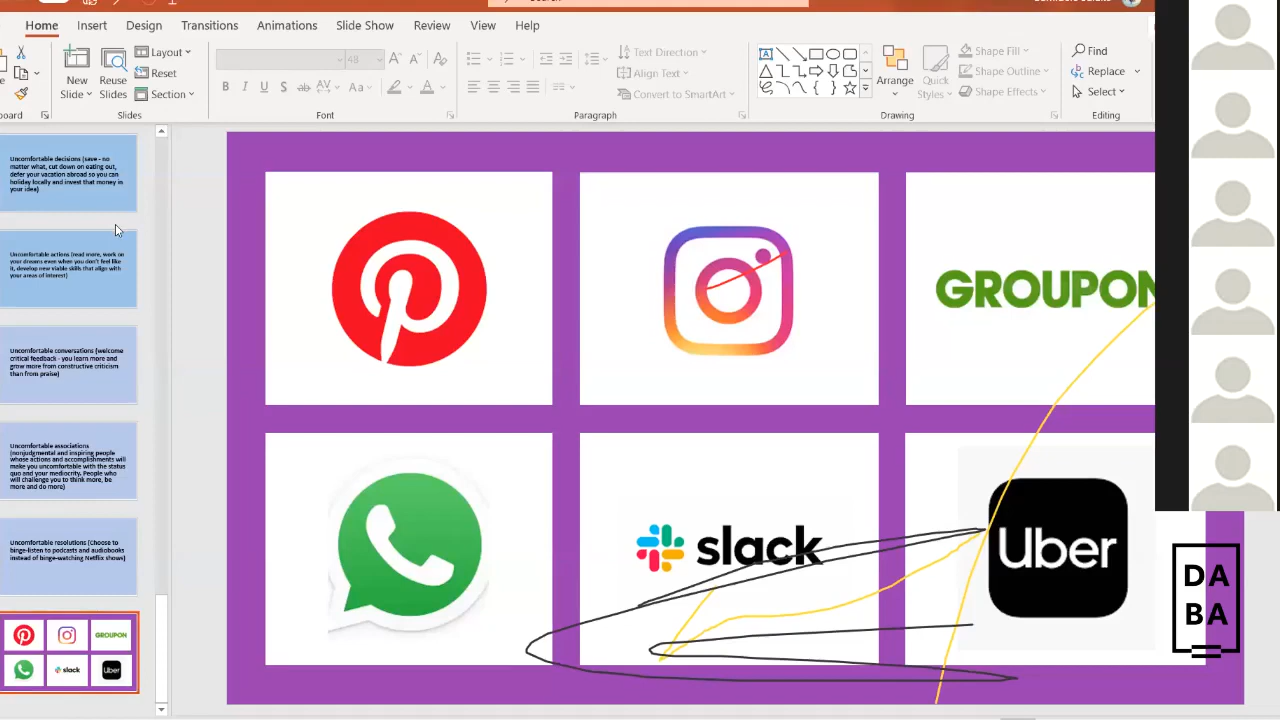 Home Insert Design Transitions Animations Slide Show Review View Help
Layout
Reset
Section
New
Slide
Reuse
Slides
48
Text Direction
Align Text
Convert to SmartArt
Arrange
Quick
Styles
Shape Fill
Shape Outline
Shape Effects
Find
Replace
Select
Slides Font Paragraph Drawing Editing
Uncomfortable decisions (save - no
matter what, cut down on eating out,
defer your vacation abroad so you can
holiday locally and invest that money in
your idea)
Uncomfortable actions (read more, work on
your dreams even when you don't feel like
it, develop new viable skills that align with
your areas of interest)
Uncomfortable conversations (welcome
critical feedback - you learn more and
grow more from constructive criticism
than from praise)
Uncomfortable associations
(nonjudgmental and inspiring people
whose actions and accomplishments will
make you uncomfortable with the status
quo and your mediocrity. People who
will challenge you to think more, be
more and do more)
Uncomfortable resolutions (Choose to
binge-listen to podcasts and audiobooks
instead of binge-watching Netflix shows)
GROUPON
slack
Uber
GROUPON
slack
Uber
DA
BA